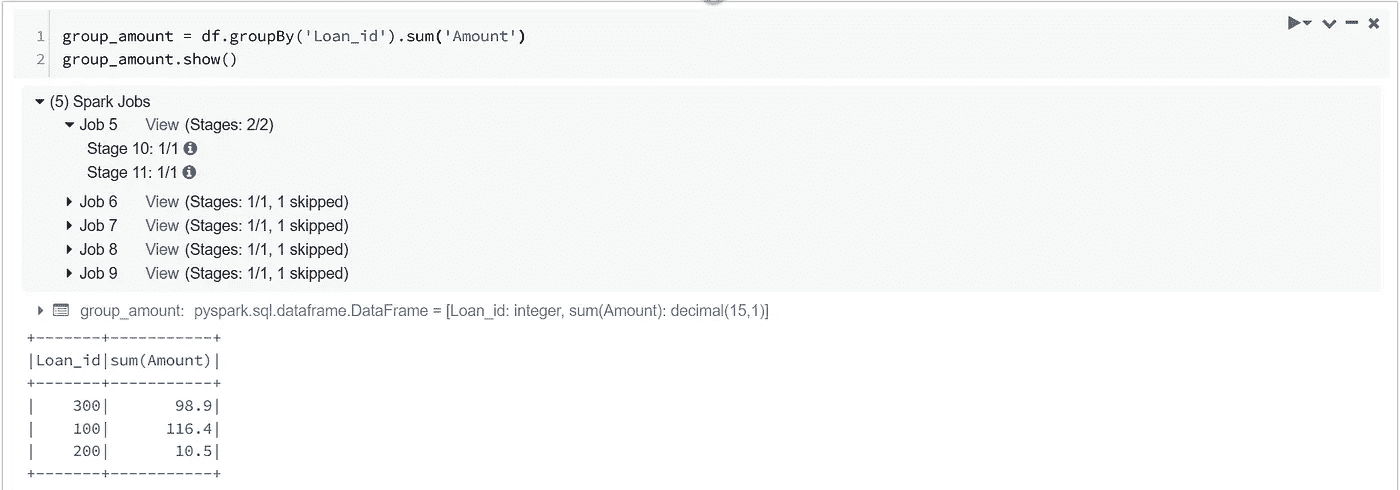 1 group_amount = df.groupBy('Loan_id').sum('Amount')
2 group_amount.show()
(5) Spark Jobs
Job 5 View (Stages: 2/2)
Stage 10: 1/1
Stage 11: 1/1
Job 6 View (Stages: 1/1, 1 skipped)
Job 7 View (Stages: 1/1, 1 skipped)
Job 8 View (Stages: 1/1, 1 skipped)
Job 9 View (Stages: 1/1, 1 skipped)
group_amount: pyspark.sql.dataframe.DataFrame = [Loan_id: integer, sum(Amount): decimal(15,1)]
+-------+-----------+
|Loan_id|sum(Amount)|
+-------+-----------+
|    300|       98.9|
|    100|      116.4|
|    200|       10.5|
+-------+-----------+